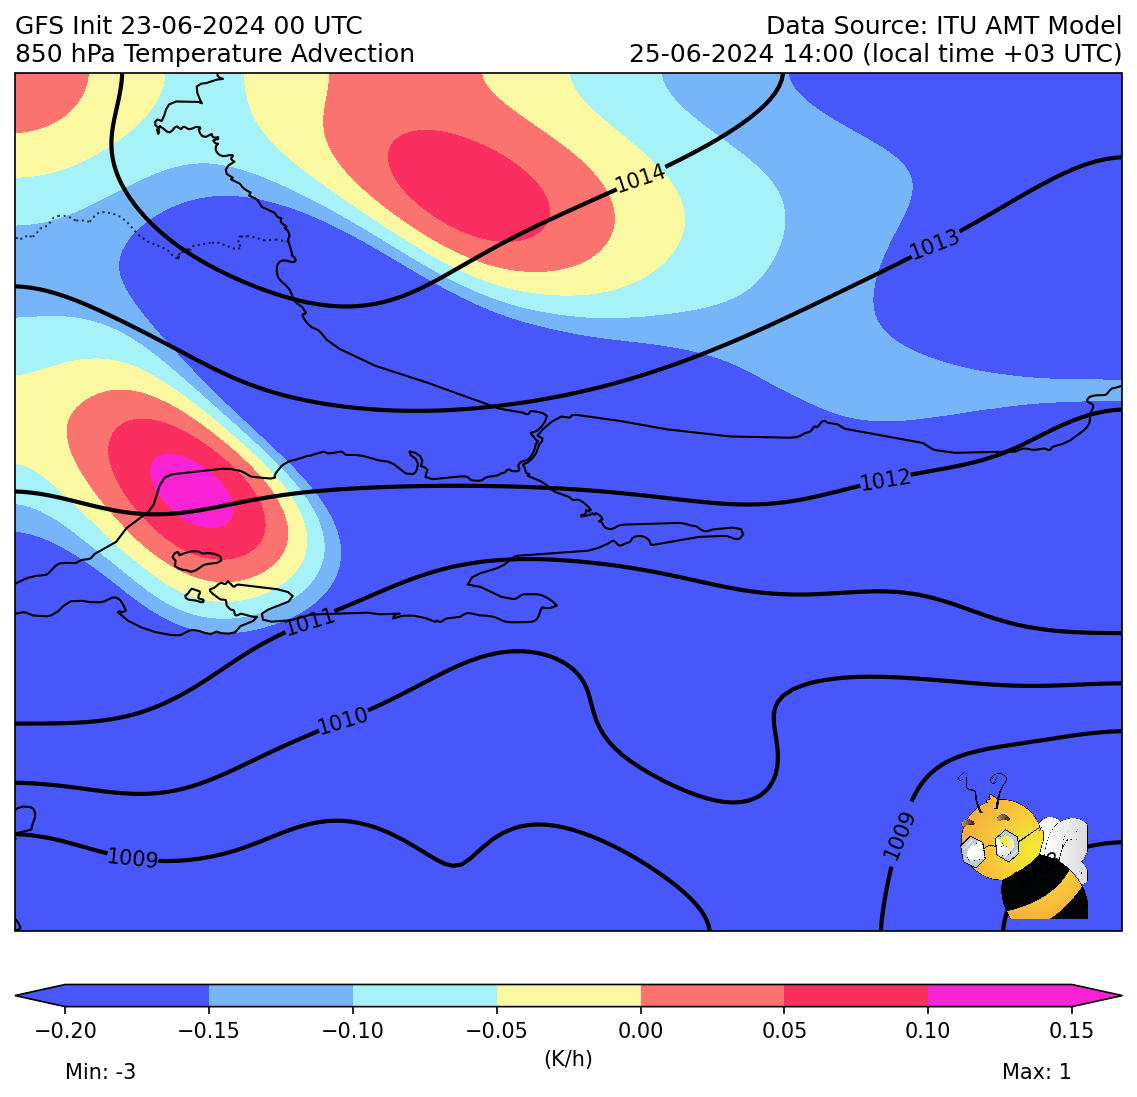 GFS Init 23-06-2024 00 UTC
Data Source: ITU AMT Model
850 hPa Temperature Advection
25-06-2024 14:00 (local time +03 UTC)
1014
1013
1012
1011
1010
1009
1009
−0.20 −0.15 −0.10 −0.05 0.00 0.05 0.10 0.15
(K/h)
Min: -3
Max: 1